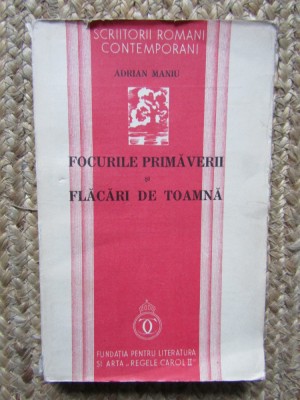 SCRIITORII ROMANI
CONTEMPORANI
ADRIAN MANIU
FOCURILE PRIMĂVERII
ȘI
FLĂCĂRI DE TOAMNĂ
FUNDAȚIA PENTRU LITERATURĂ
ȘI ARTĂ „REGELE CAROL II"